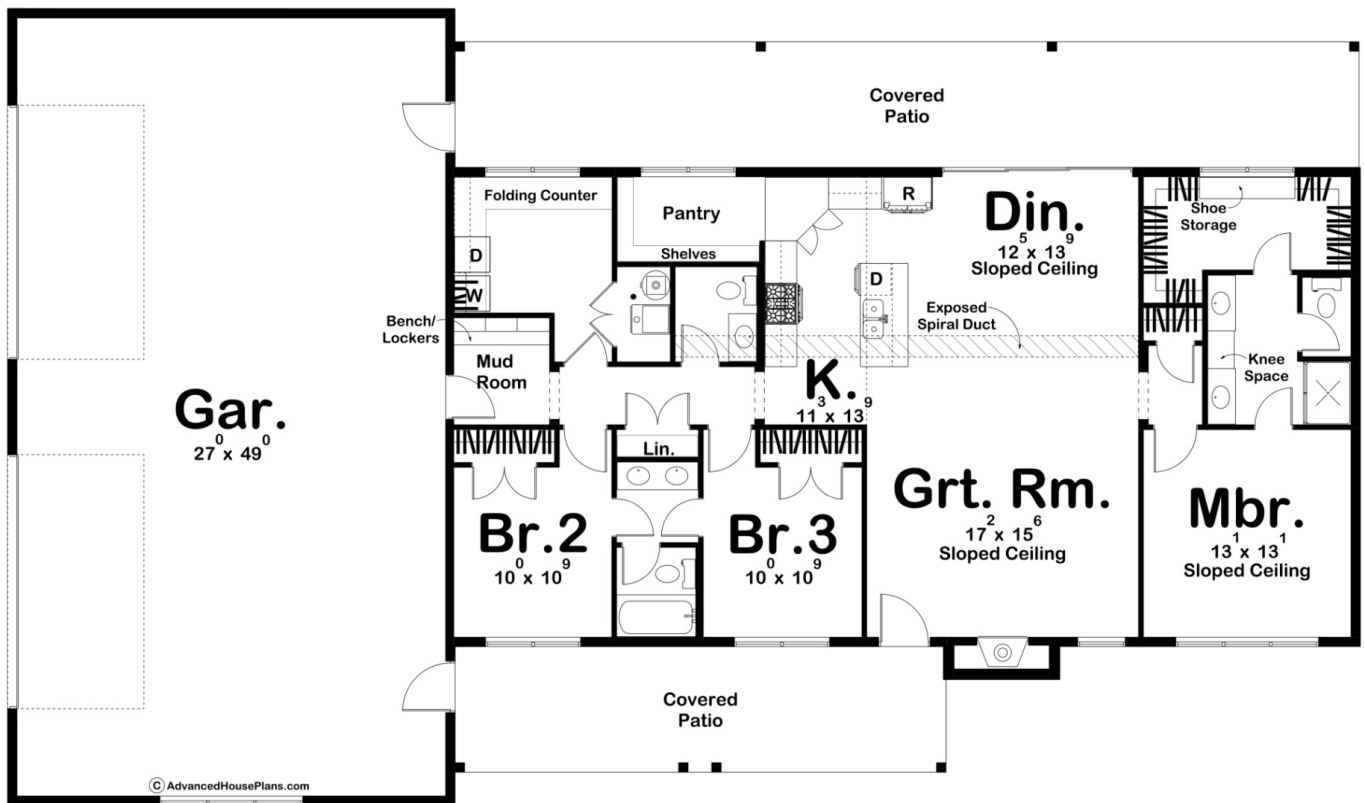 Covered
Patio
Folding Counter
Pantry
Shelves
R
Din.
12⁵ x 13⁹
Sloped Ceiling
Shoe
Storage
D
W
D
Exposed
Spiral Duct
Bench/
Lockers
Mud
Room
K.
11³ x 13⁹
Knee
Space
Gar.
27⁰ x 49⁰
Lin.
Br.2
10⁰ x 10⁹
Br.3
10⁰ x 10⁹
Grt. Rm.
17² x 15⁶
Sloped Ceiling
Mbr.
13¹ x 13¹
Sloped Ceiling
Covered
Patio
© AdvancedHousePlans.com